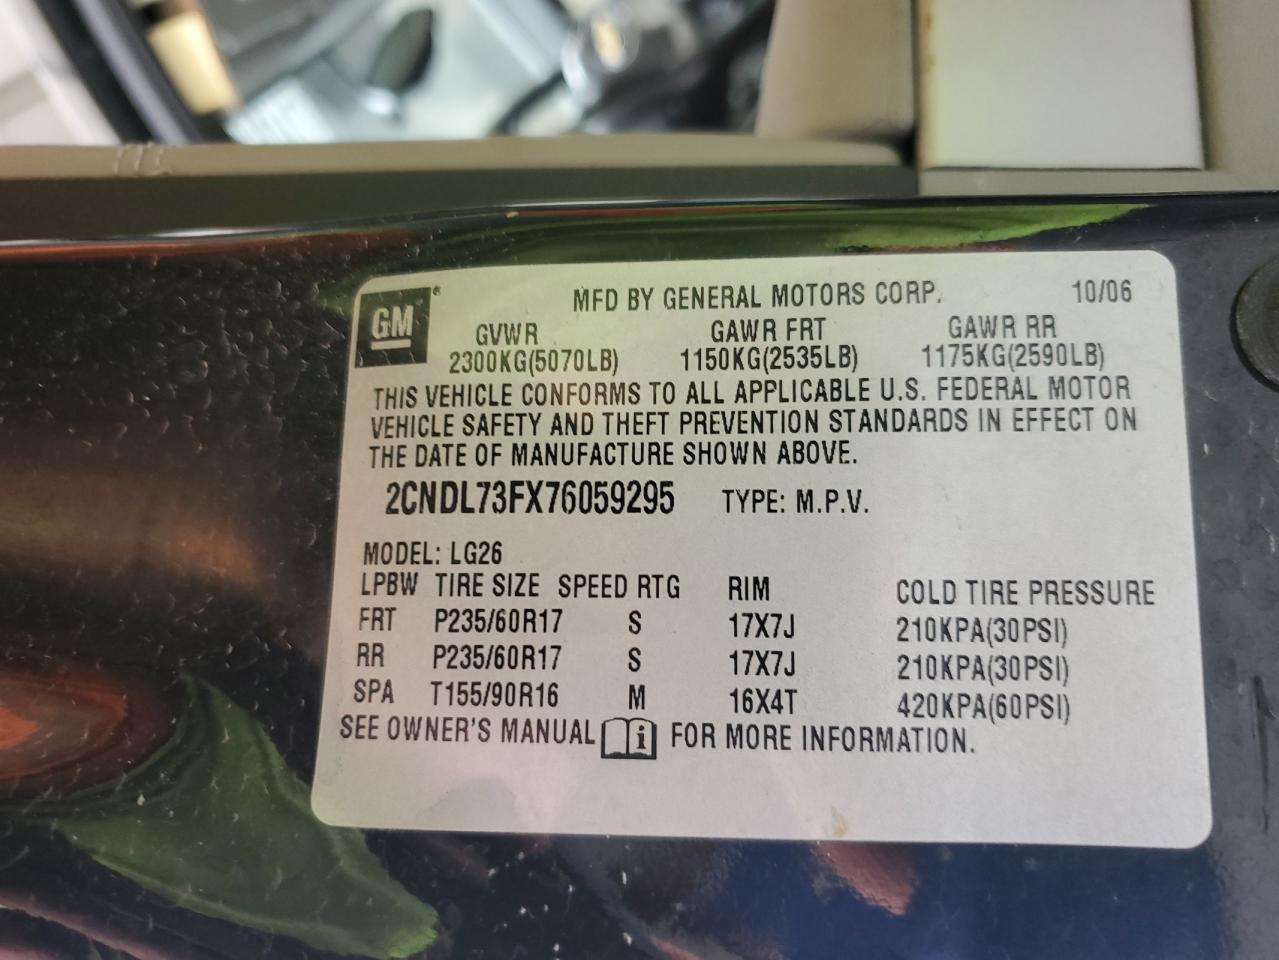 GM® MFD BY GENERAL MOTORS CORP. 10/06
GVWR GAWR FRT GAWR RR
2300KG(5070LB) 1150KG(2535LB) 1175KG(2590LB)
THIS VEHICLE CONFORMS TO ALL APPLICABLE U.S. FEDERAL MOTOR
VEHICLE SAFETY AND THEFT PREVENTION STANDARDS IN EFFECT ON
THE DATE OF MANUFACTURE SHOWN ABOVE.
2CNDL73FX76059295 TYPE: M.P.V.
MODEL: LG26
LPBW TIRE SIZE SPEED RTG RIM COLD TIRE PRESSURE
FRT P235/60R17 S 17X7J 210KPA(30PSI)
RR P235/60R17 S 17X7J 210KPA(30PSI)
SPA T155/90R16 M 16X4T 420KPA(60PSI)
SEE OWNER'S MANUAL i FOR MORE INFORMATION.